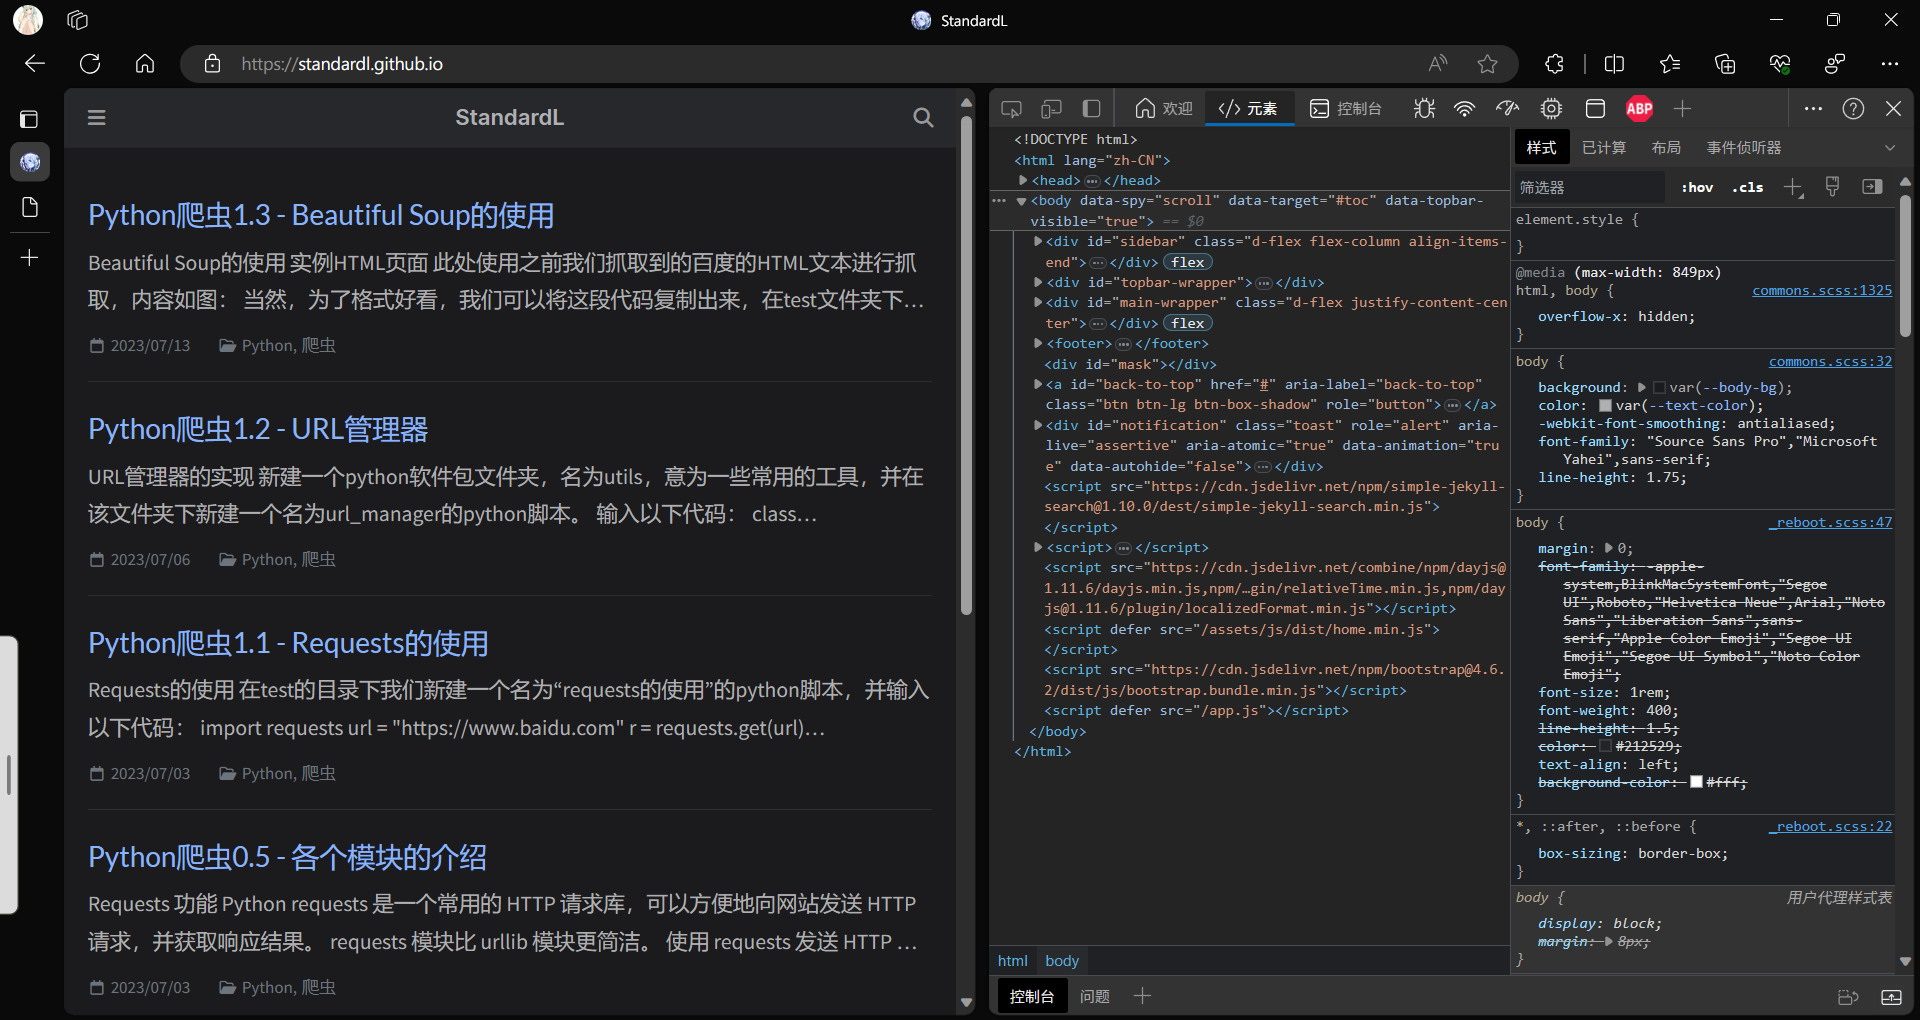 StandardL
https://standardl.github.io
StandardL
Python爬虫1.3 - Beautiful Soup的使用
Beautiful Soup的使用 实例HTML页面 此处使用之前我们抓取到的百度的HTML文本进行抓
取，内容如图： 当然，为了格式好看，我们可以将这段代码复制出来，在test文件夹下…
2023/07/13 Python, 爬虫
Python爬虫1.2 - URL管理器
URL管理器的实现 新建一个python软件包文件夹，名为utils，意为一些常用的工具，并在
该文件夹下新建一个名为url_manager的python脚本。 输入以下代码： class…
2023/07/06 Python, 爬虫
Python爬虫1.1 - Requests的使用
Requests的使用 在test的目录下我们新建一个名为“requests的使用”的python脚本，并输入
以下代码： import requests url = "https://www.baidu.com" r = requests.get(url)…
2023/07/03 Python, 爬虫
Python爬虫0.5 - 各个模块的介绍
Requests 功能 Python requests 是一个常用的 HTTP 请求库，可以方便地向网站发送 HTTP
请求，并获取响应结果。 requests 模块比 urllib 模块更简洁。 使用 requests 发送 HTTP …
2023/07/03 Python, 爬虫
欢迎 </> 元素 控制台 ABP
<!DOCTYPE html>
<html lang="zh-CN">
<head> … </head>
<body data-spy="scroll" data-target="#toc" data-topbar-
visible="true"> == $0
<div id="sidebar" class="d-flex flex-column align-items-
end"> … </div> flex
<div id="topbar-wrapper"> … </div>
<div id="main-wrapper" class="d-flex justify-content-cen
ter"> … </div> flex
<footer> … </footer>
<div id="mask"></div>
<a id="back-to-top" href="#" aria-label="back-to-top"
class="btn btn-lg btn-box-shadow" role="button"> … </a>
<div id="notification" class="toast" role="alert" aria-
live="assertive" aria-atomic="true" data-animation="tru
e" data-autohide="false"> … </div>
<script src="https://cdn.jsdelivr.net/npm/simple-jekyll-
search@1.10.0/dest/simple-jekyll-search.min.js">
</script>
<script> … </script>
<script src="https://cdn.jsdelivr.net/combine/npm/dayjs@
1.11.6/dayjs.min.js,npm/…gin/relativeTime.min.js,npm/day
js@1.11.6/plugin/localizedFormat.min.js"></script>
<script defer src="/assets/js/dist/home.min.js">
</script>
<script src="https://cdn.jsdelivr.net/npm/bootstrap@4.6.
2/dist/js/bootstrap.bundle.min.js"></script>
<script defer src="/app.js"></script>
</body>
</html>
html body
控制台 问题
样式 已计算 布局 事件侦听器
筛选器 :hov .cls
element.style {
}
@media (max-width: 849px)
html, body { commons.scss:1325
overflow-x: hidden;
}
body { commons.scss:32
background: var(--body-bg);
color: var(--text-color);
-webkit-font-smoothing: antialiased;
font-family: "Source Sans Pro","Microsoft
Yahei",sans-serif;
line-height: 1.75;
}
body { _reboot.scss:47
margin: 0;
font-family: -apple-
system,BlinkMacSystemFont,"Segoe
UI",Roboto,"Helvetica Neue",Arial,"Noto
Sans","Liberation Sans",sans-
serif,"Apple Color Emoji","Segoe UI
Emoji","Segoe UI Symbol","Noto Color
Emoji";
font-size: 1rem;
font-weight: 400;
line-height: 1.5;
color: #212529;
text-align: left;
background-color: #fff;
}
*, ::after, ::before { _reboot.scss:22
box-sizing: border-box;
}
body { 用户代理样式表
display: block;
margin: 8px;
}